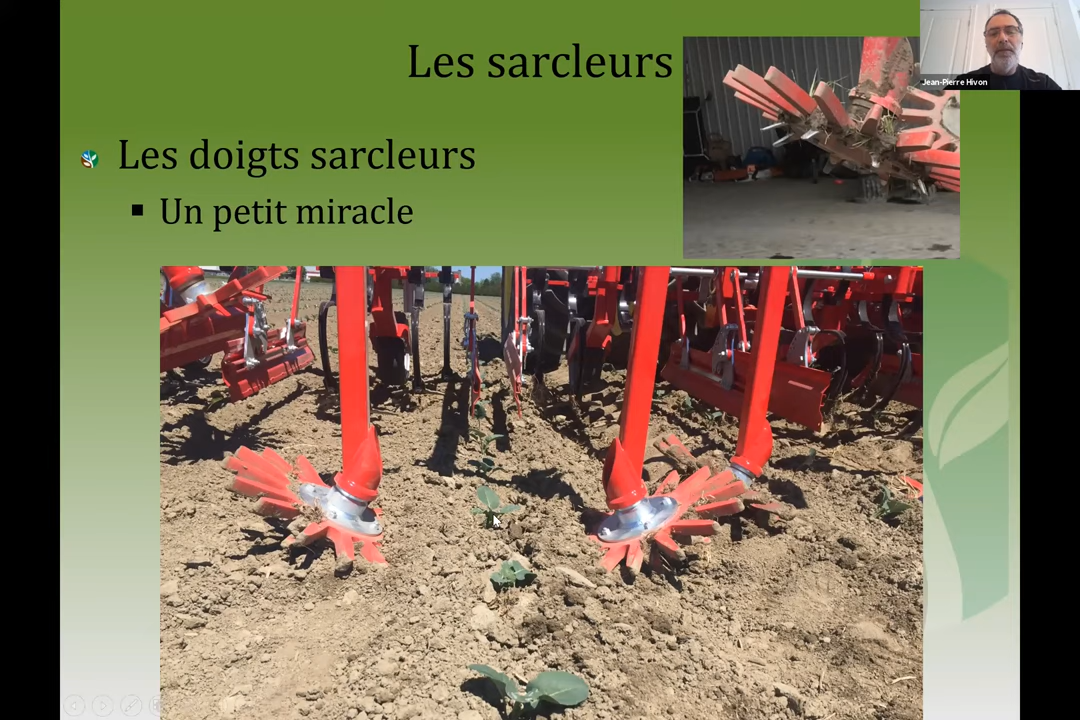 Les sarcleurs
Jean-Pierre Hivon
Les doigts sarcleurs
Un petit miracle